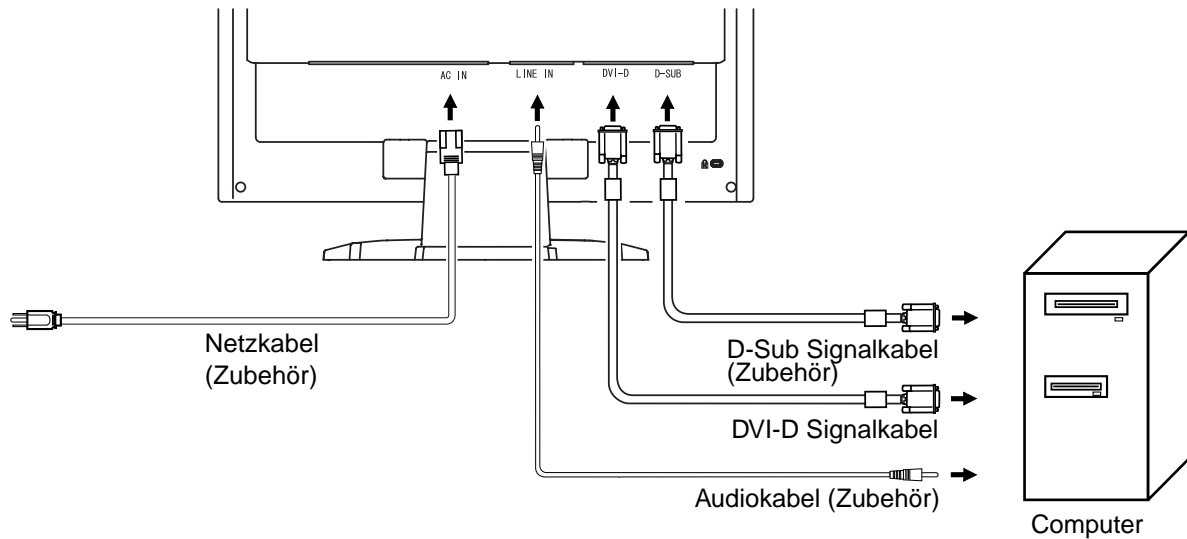 AC IN
LINE IN
DVI-D
D-SUB
Netzkabel
(Zubehör)
D-Sub Signalkabel
(Zubehör)
DVI-D Signalkabel
Audiokabel (Zubehör)
Computer